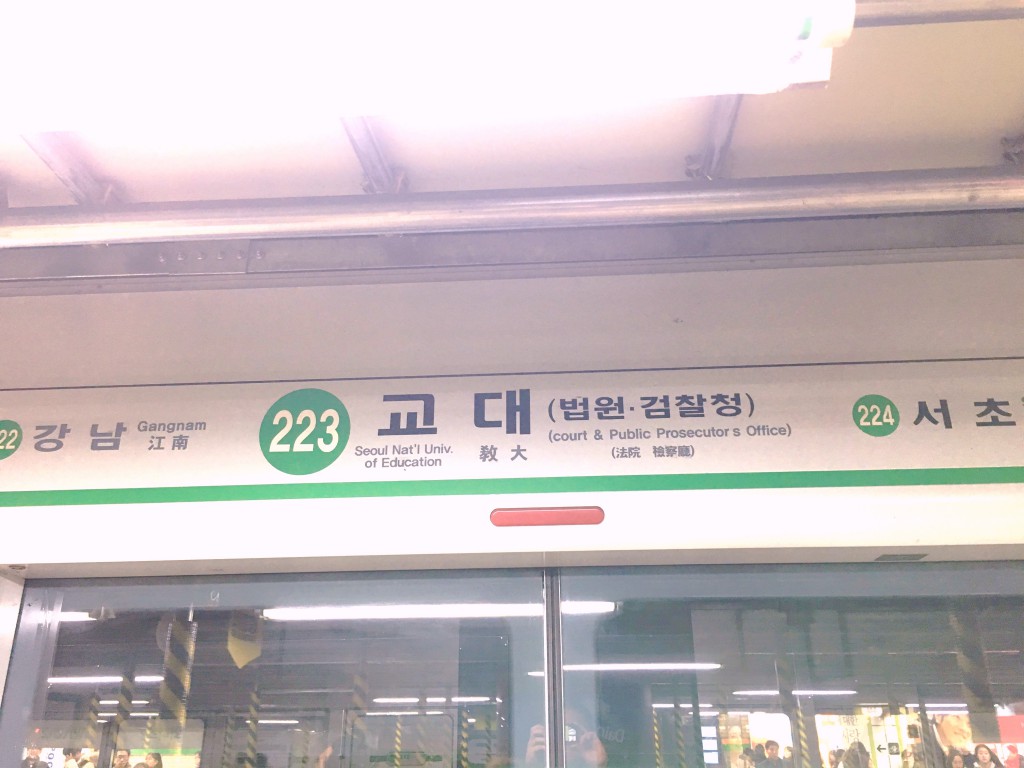 22 강남 Gangnam
江南
223 교대 (법원·검찰청)
Seoul Nat'l Univ.
of Education
敎大
(court & Public Prosecutor's Office)
(法院 檢察廳)
224 서초